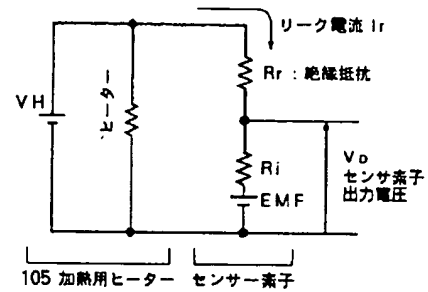 リーク電流 Ir
Rr : 絶縁抵抗
VH
ヒーター
Ri
EMF
Vo
センサ素子
出力電圧
105 加熱用ヒーター
センサー素子